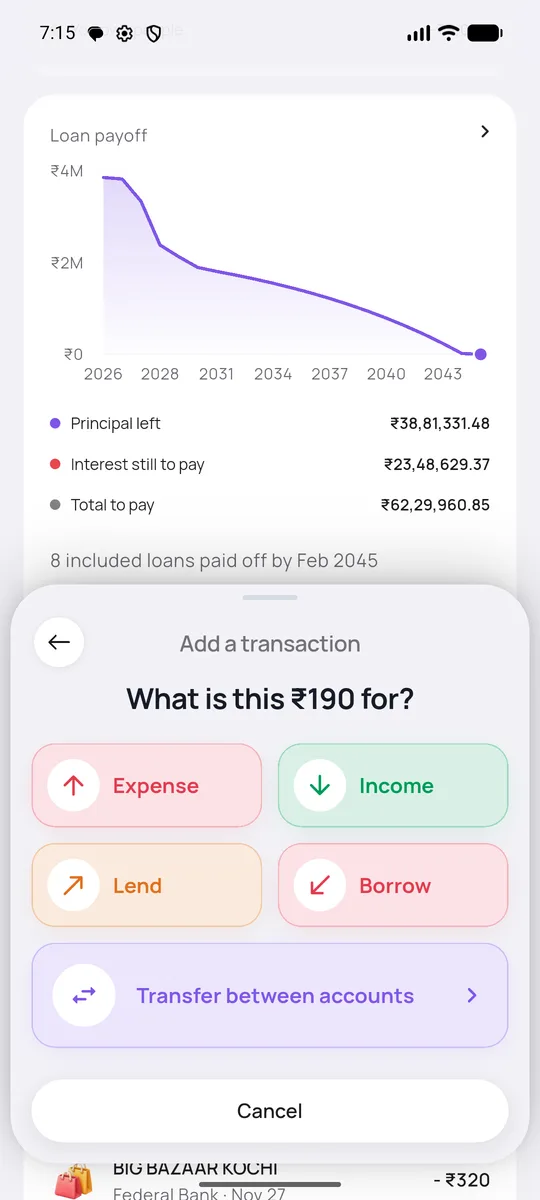 7:15
Loan payoff
₹4M
₹2M
₹0
2026 2028 2031 2034 2037 2040 2043
Principal left ₹38,81,331.48
Interest still to pay ₹23,48,629.37
Total to pay ₹62,29,960.85
8 included loans paid off by Feb 2045
Add a transaction
What is this ₹190 for?
Expense Income
Lend Borrow
Transfer between accounts
Cancel
BIG BAZAAR KOCHI - ₹320
Federal Bank · Nov 27